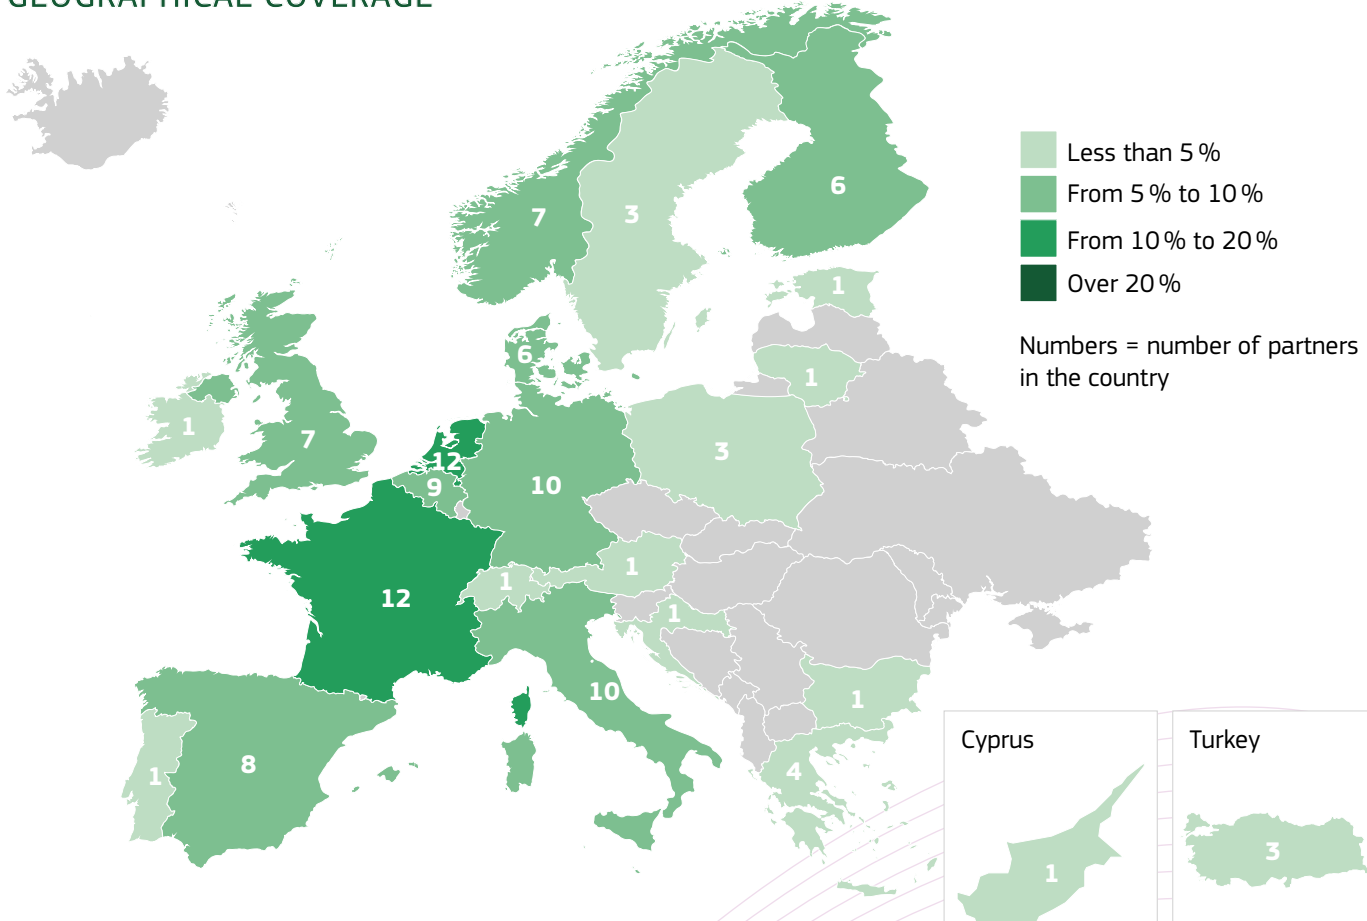 GEOGRAPHICAL COVERAGE
Less than 5 %
From 5 % to 10 %
From 10 % to 20 %
Over 20 %
Numbers = number of partners
in the country
6
7
3
1
6
1
1
7
12
3
9
10
1
1
12
1
10
1
8
1
4
Cyprus
1
Turkey
3